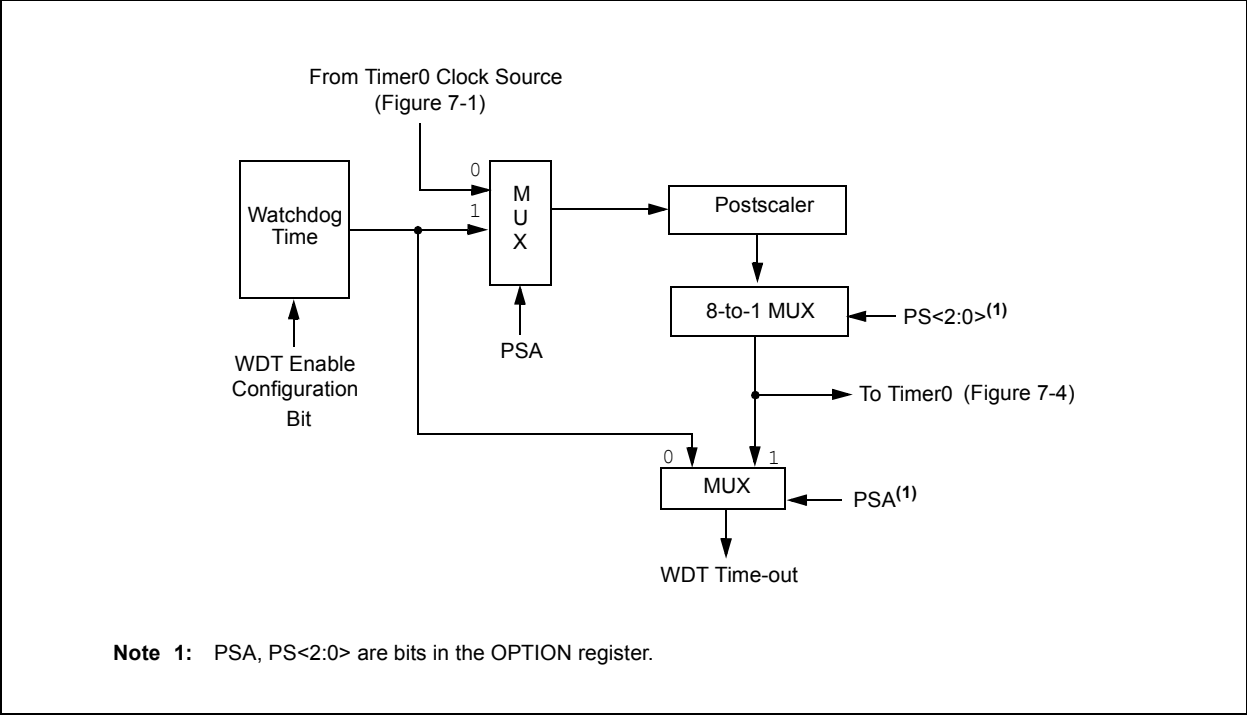 From Timer0 Clock Source
(Figure 7-1)
0
1
M
U
X
Watchdog
Time
Postscaler
8-to-1 MUX
PS<2:0>(1)
PSA
WDT Enable
Configuration
Bit
To Timer0 (Figure 7-4)
0
1
MUX
PSA(1)
WDT Time-out
Note 1: PSA, PS<2:0> are bits in the OPTION register.